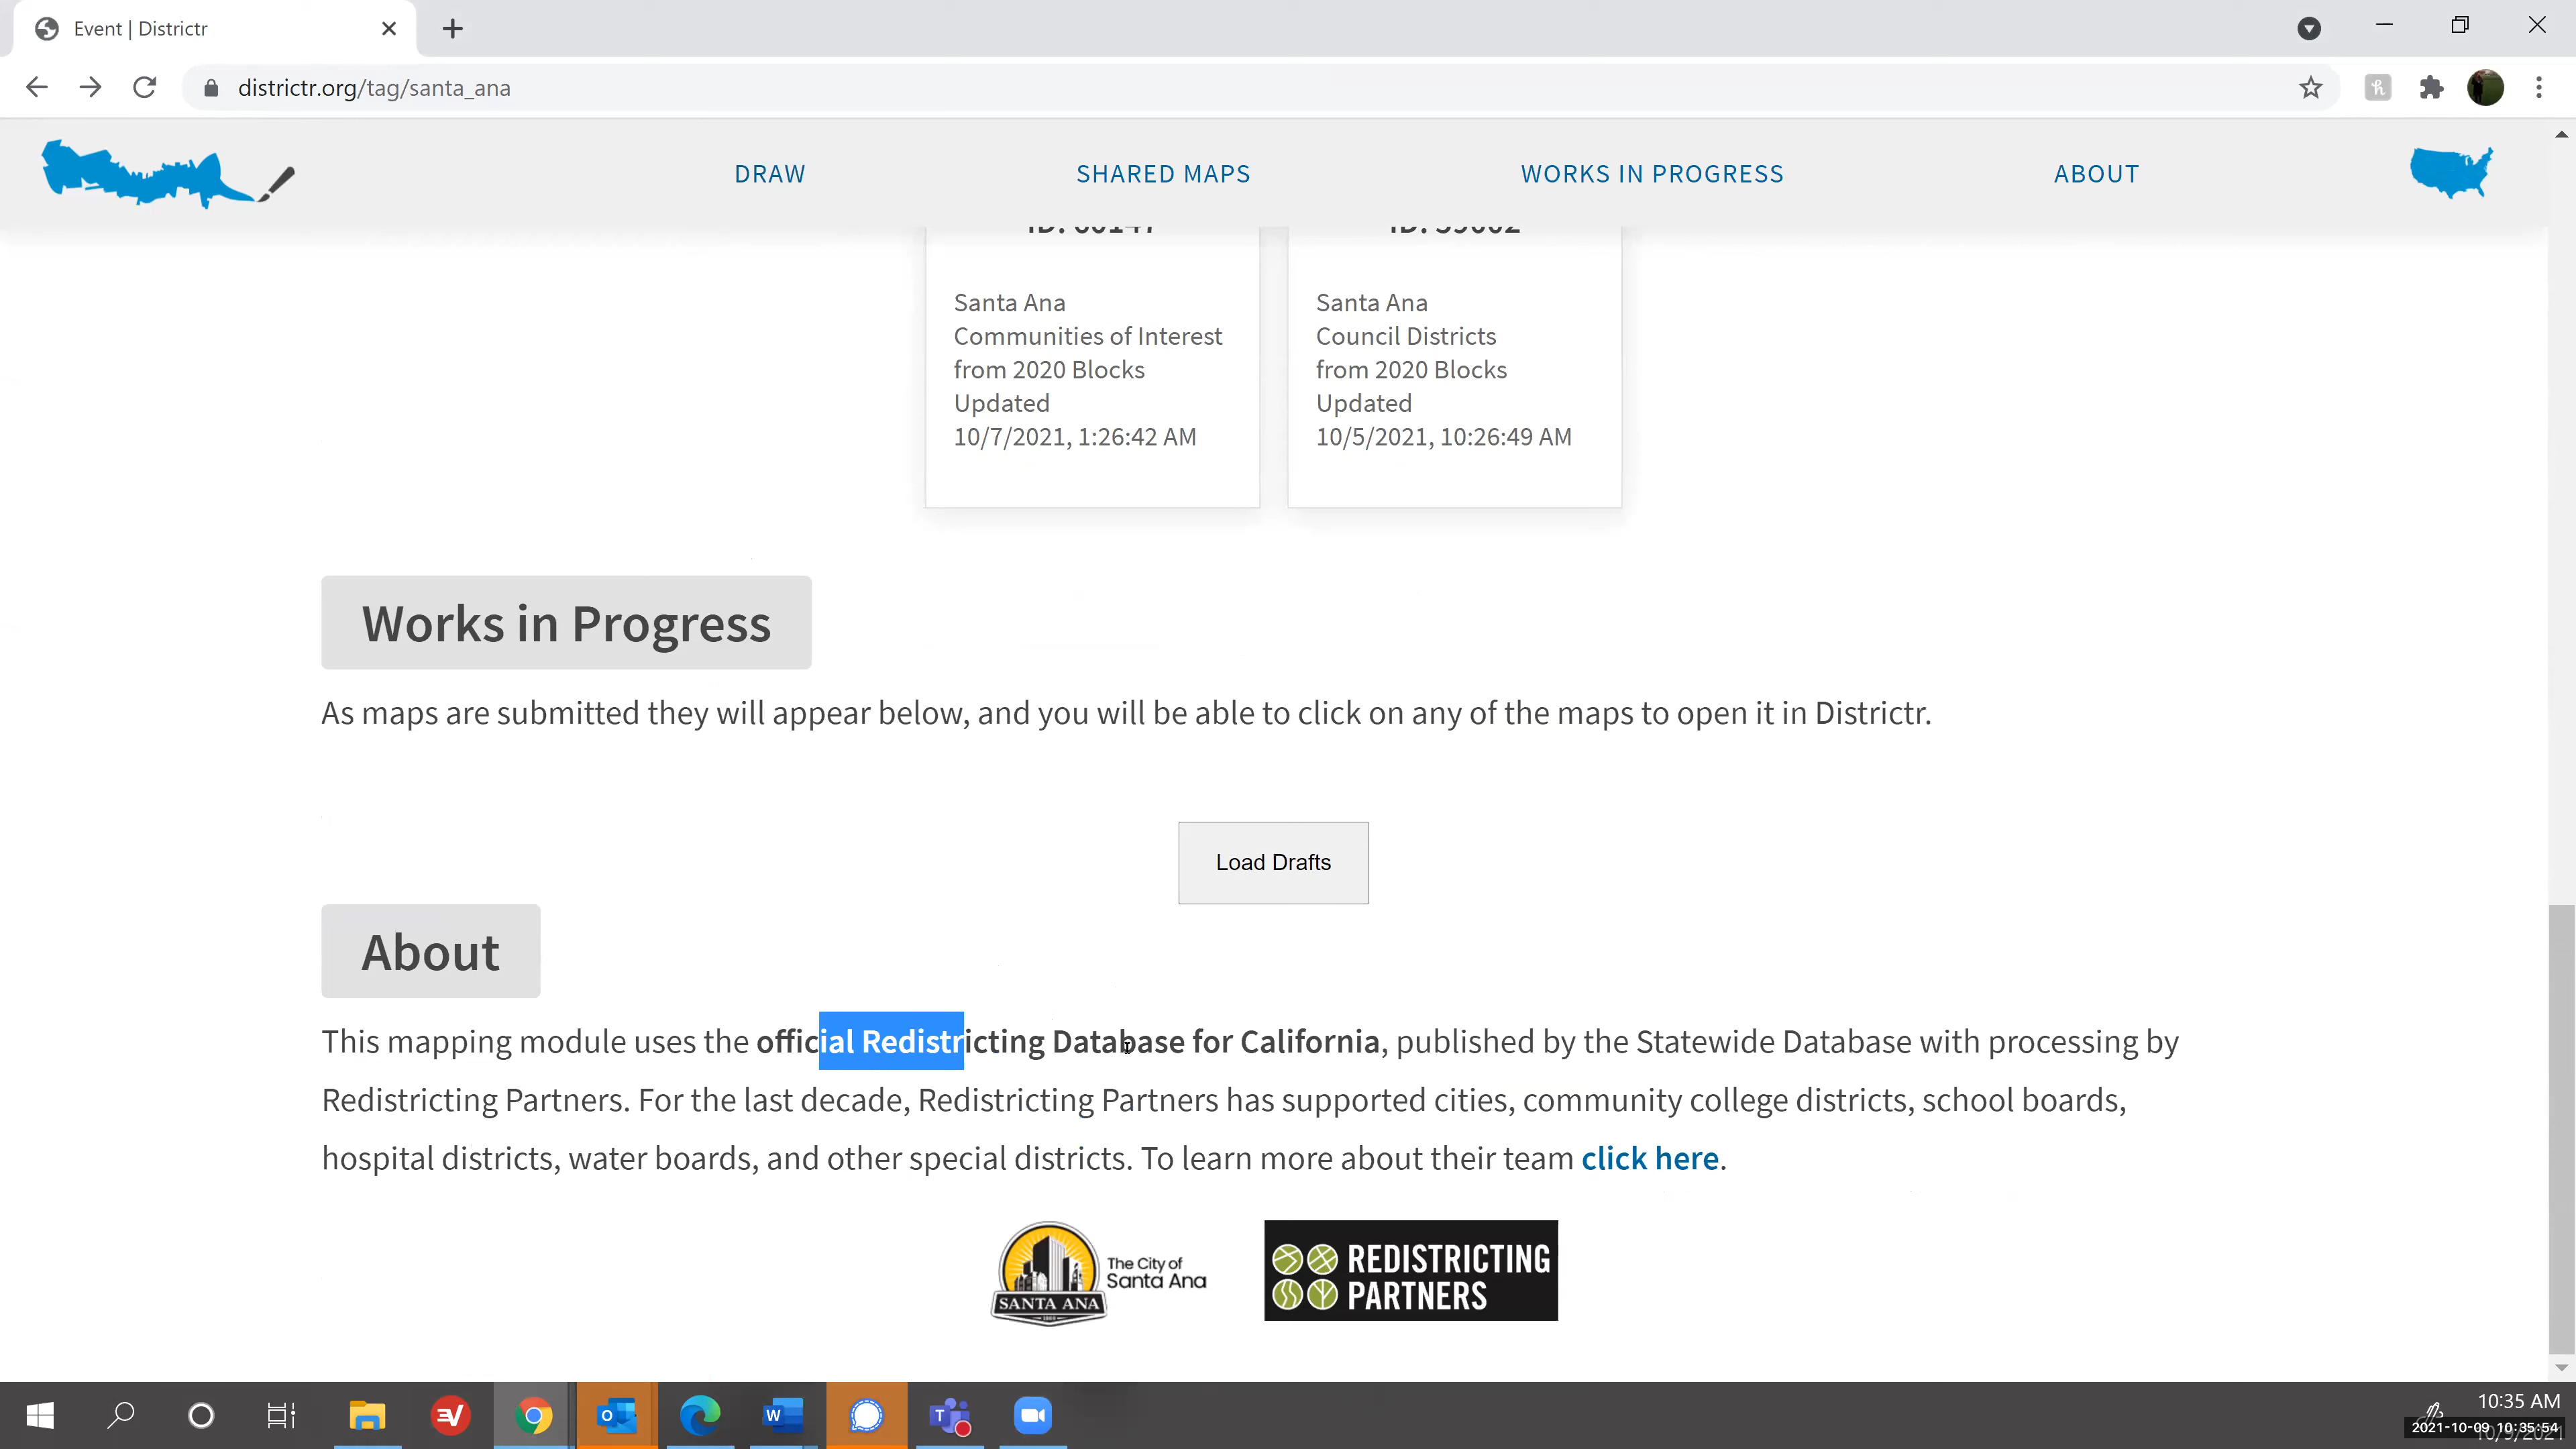 Event | Districtr
districtr.org/tag/santa_ana
DRAW
SHARED MAPS
WORKS IN PROGRESS
ABOUT
Santa Ana
Communities of Interest
from 2020 Blocks
Updated
10/7/2021, 1:26:42 AM
Santa Ana
Council Districts
from 2020 Blocks
Updated
10/5/2021, 10:26:49 AM
Works in Progress
As maps are submitted they will appear below, and you will be able to click on any of the maps to open it in Districtr.
Load Drafts
About
This mapping module uses the official Redistricting Database for California, published by the Statewide Database with processing by
Redistricting Partners. For the last decade, Redistricting Partners has supported cities, community college districts, school boards,
hospital districts, water boards, and other special districts. To learn more about their team click here.
SANTA ANA
The City of
Santa Ana
REDISTRICTING
PARTNERS
10:35 AM
2021-10-09 10:35:54